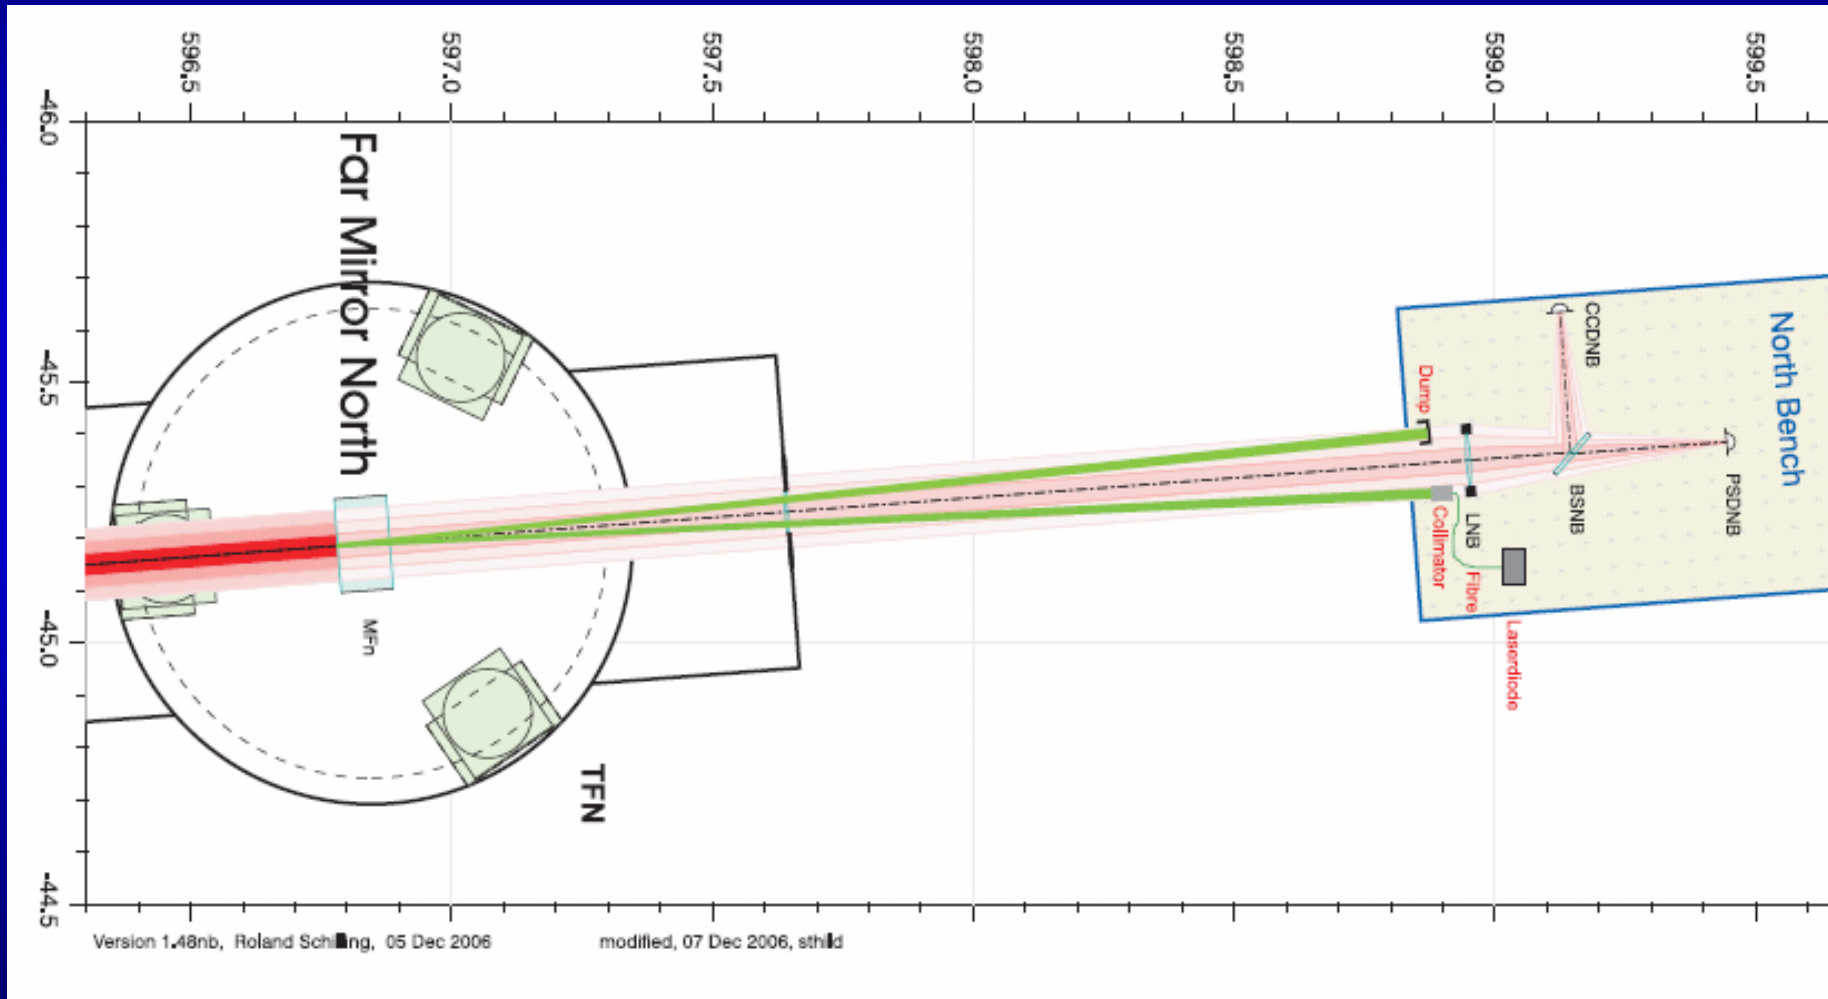 596.5
597.0
597.5
598.0
598.5
599.0
599.5
-46.0
-45.5
-45.0
-44.5
Far Mirror North
MFn
TFN
North Bench
CCDNB
PSDNB
BSNB
LNB
Dump
Collimator
Fibre
Laserdiode
Version 1.48nb, Roland Schilling, 05 Dec 2006
modified, 07 Dec 2006, sthild